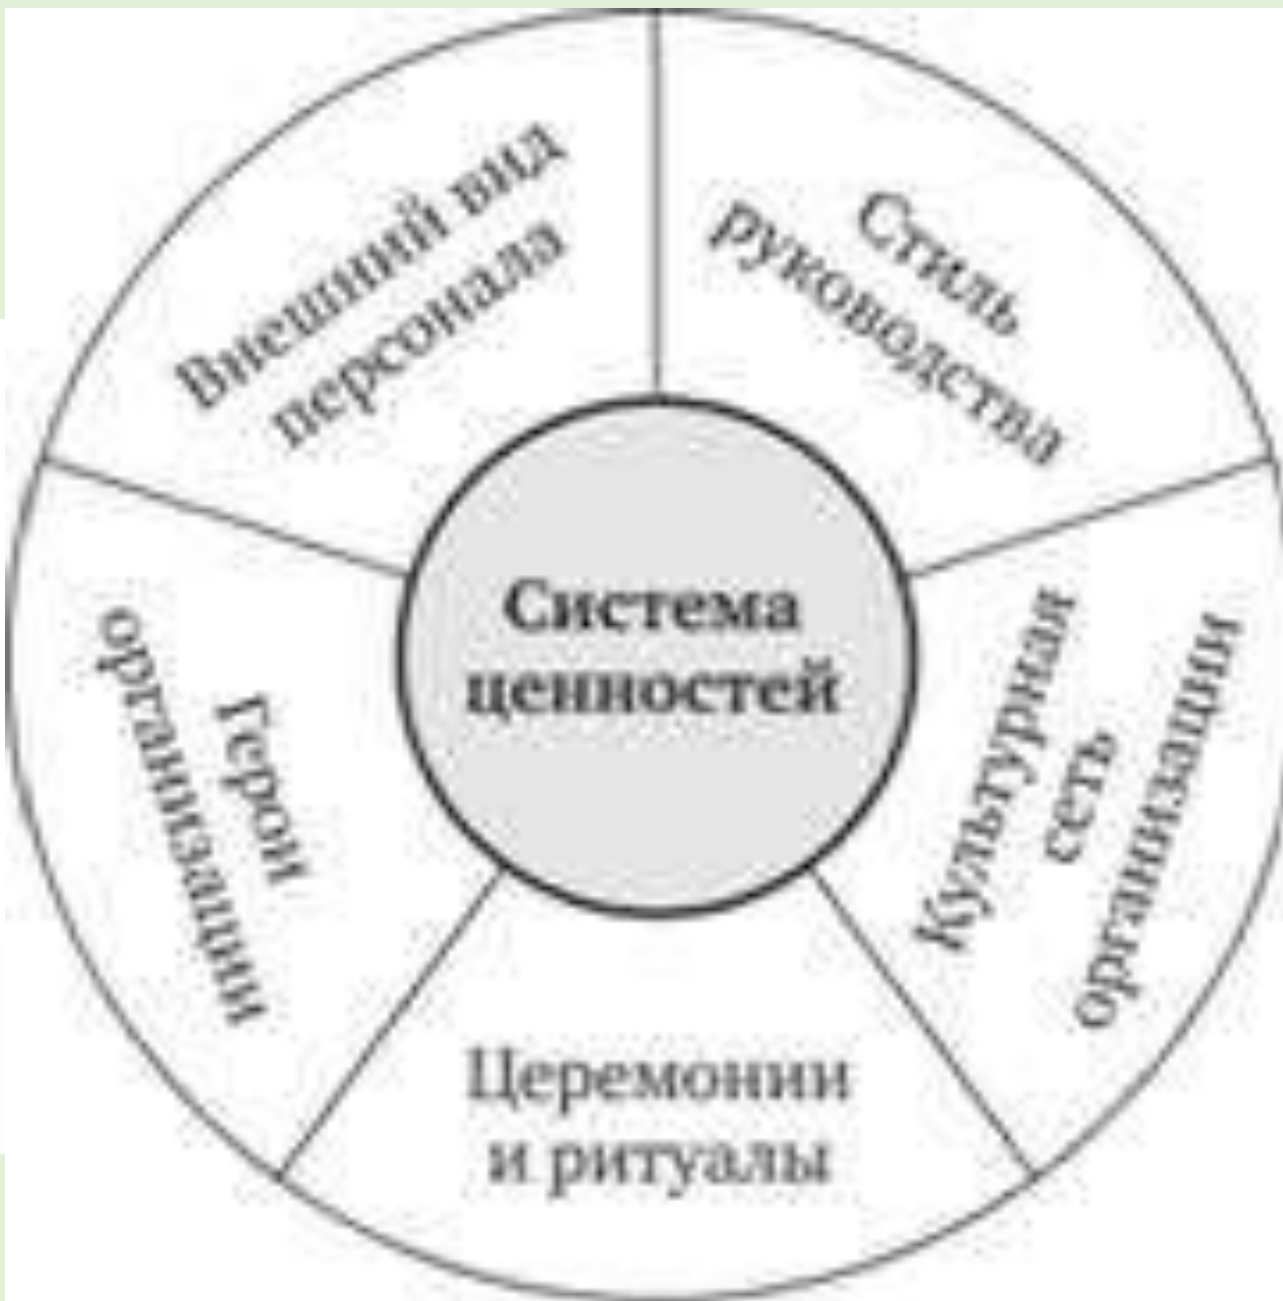 Внешний вид
персонала
Стиль
руководства
Система
ценностей
Герои
организации
Культурная
сеть
организации
Церемонии
и ритуалы